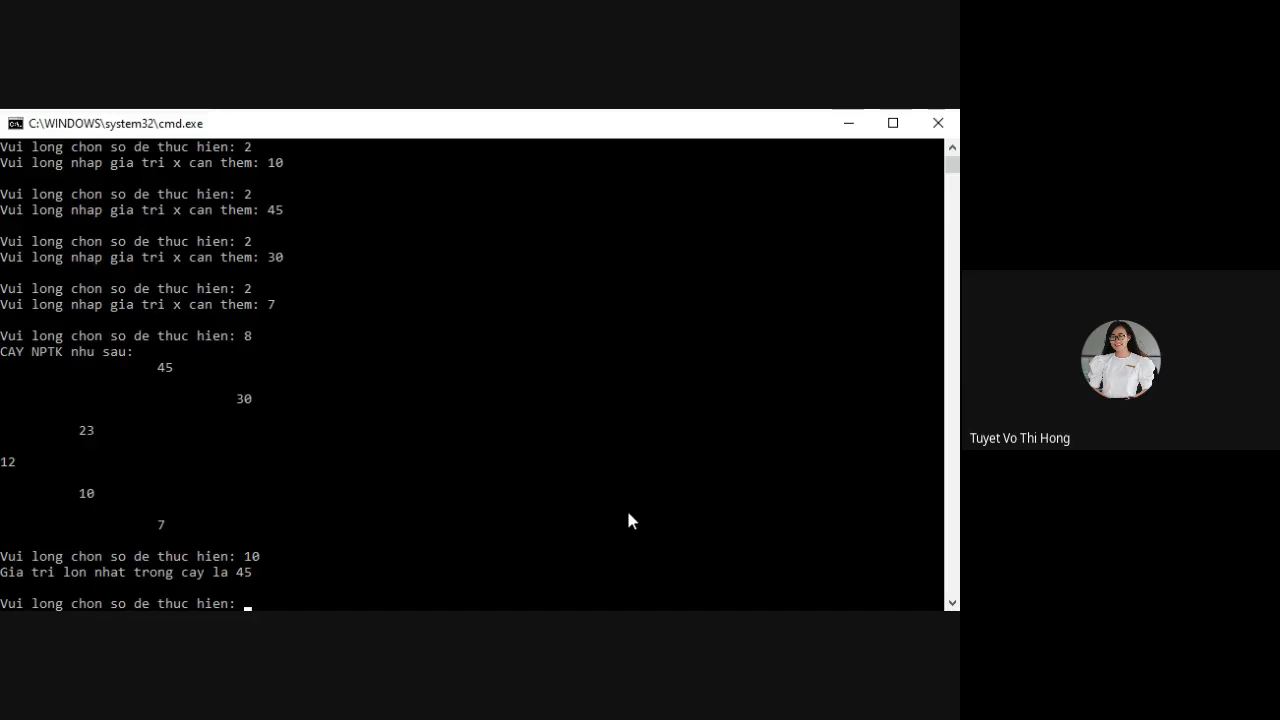 C:\WINDOWS\system32\cmd.exe
Vui long chon so de thuc hien: 2
Vui long nhap gia tri x can them: 10
Vui long chon so de thuc hien: 2
Vui long nhap gia tri x can them: 45
Vui long chon so de thuc hien: 2
Vui long nhap gia tri x can them: 30
Vui long chon so de thuc hien: 2
Vui long nhap gia tri x can them: 7
Vui long chon so de thuc hien: 8
CAY NPTK nhu sau:
45
30
23
12
10
7
Vui long chon so de thuc hien: 10
Gia tri lon nhat trong cay la 45
Vui long chon so de thuc hien:
Tuyet Vo Thi Hong